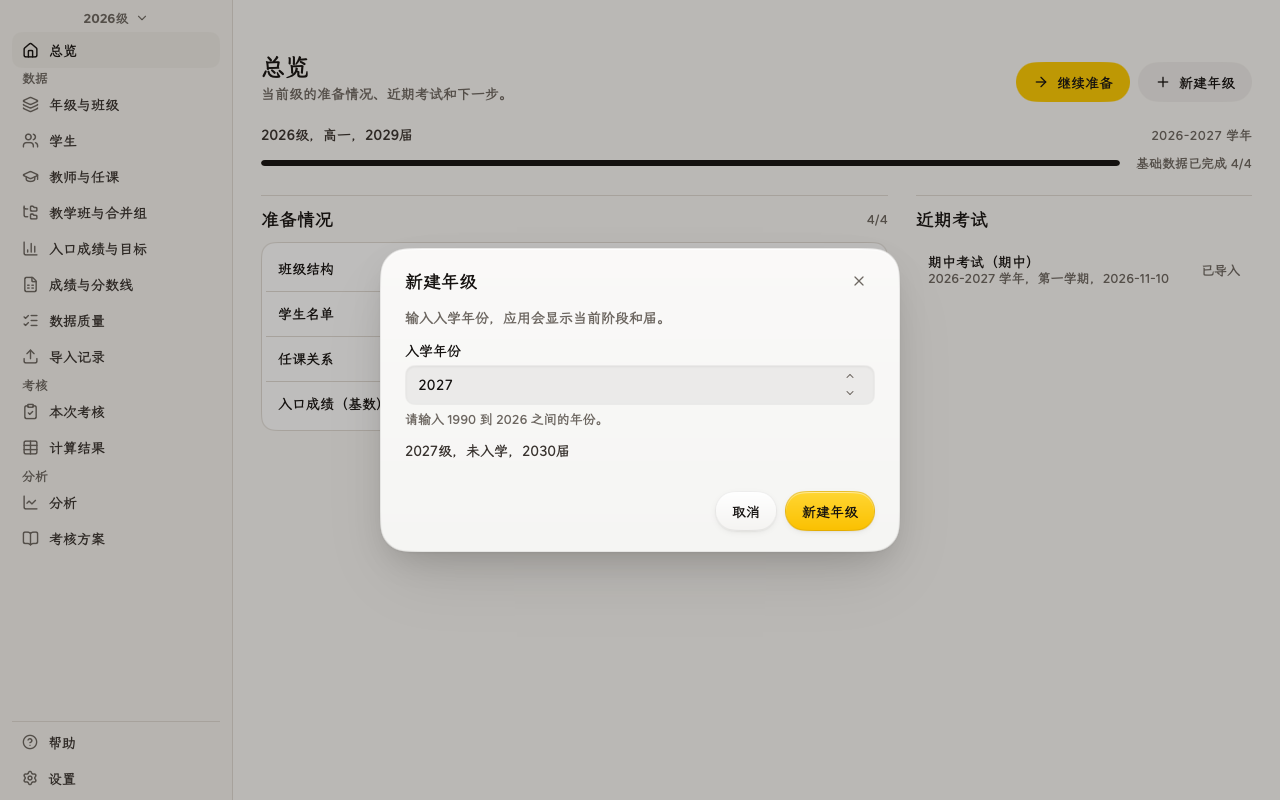 2026级
总览
数据
年级与班级
学生
教师与任课
教学班与合并组
入口成绩与目标
成绩与分数线
数据质量
导入记录
考核
本次考核
计算结果
分析
分析
考核方案
帮助
设置
总览
当前级的准备情况、近期考试和下一步。
继续准备
新建年级
2026级，高一，2029届
2026-2027 学年
基础数据已完成 4/4
准备情况
4/4
班级结构
学生名单
任课关系
入口成绩（基数）
近期考试
期中考试（期中）
2026-2027 学年，第一学期，2026-11-10
已导入
新建年级
输入入学年份，应用会显示当前阶段和届。
入学年份
2027
请输入 1990 到 2026 之间的年份。
2027级，未入学，2030届
取消
新建年级